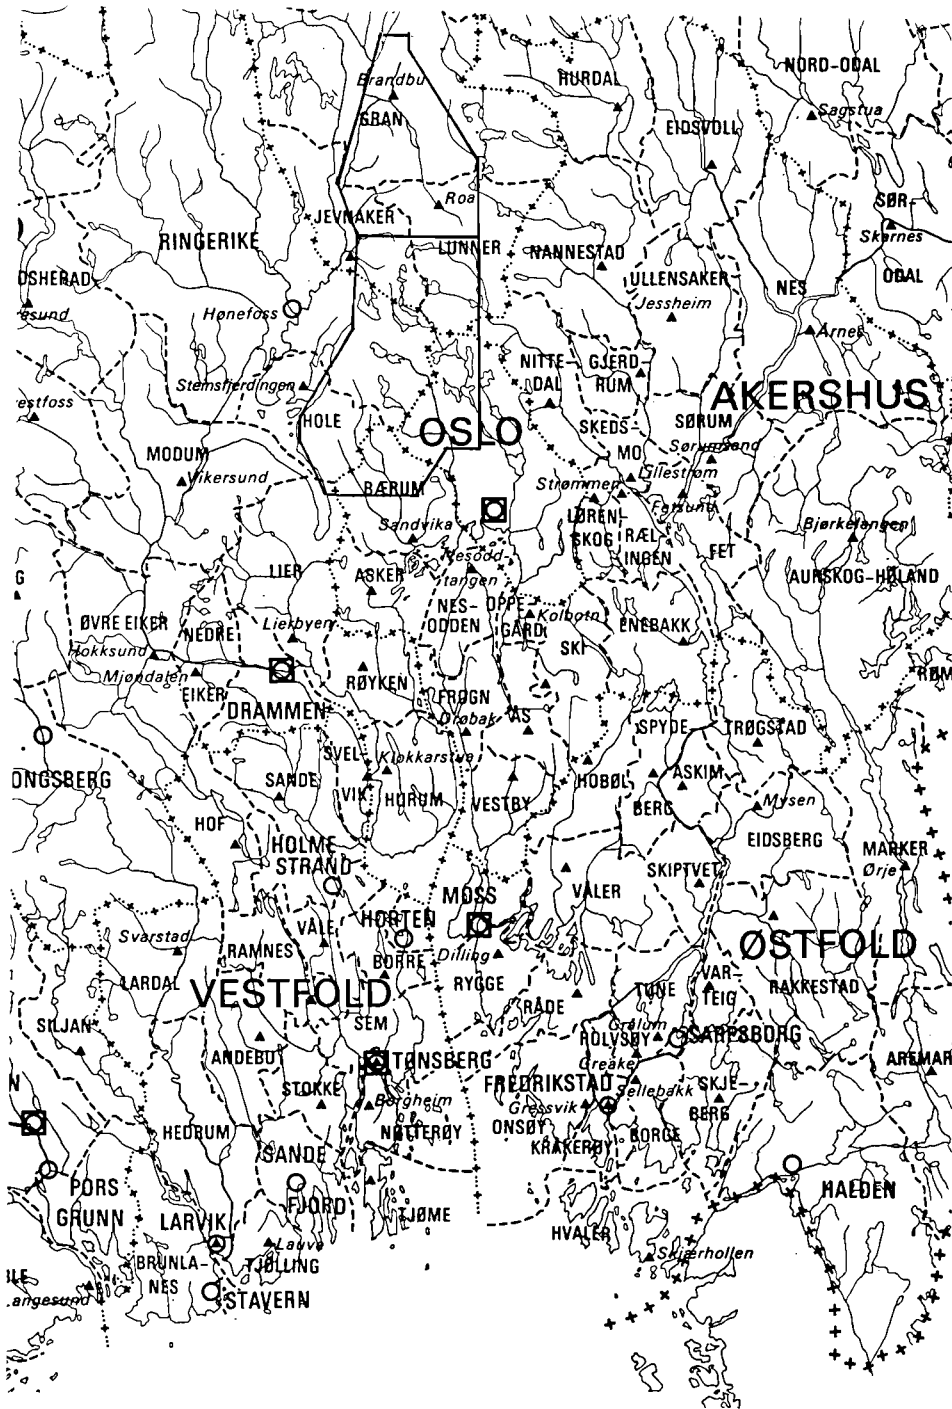 Brandbu
HURDAL
NORD-ODAL
GRAN
Sagstua
EIDSVOLL
Roa
SØR-
JEVNAKER
Skarnes
RINGERIKE
LUNNER
NANNESTAD
ODAL
ULLENSAKER
NES
Jessheim
Hønefoss
Årnes
NITTE-
DAL
GJERD
RUM
Stemsfjerdingen
AKERSHUS
HOLE
OSLO
SKEDS-
MO
SØRUM
Sørumsand
MODUM
Vikersund
Lillestrøm
Strømmen
BÆRUM
Fetsund
Sandvika
LØREN-
SKOG
Bjørkelangen
RÆL-
INGEN
FET
Nesodd-
tangen
LIER
ASKER
AURSKOG-HØLAND
NES-
ODDEN
OPPE-
GÅRD
Kolbotn
ØVRE EIKER
NEDRE
Lierbyen
ENEBAKK
SKI
Hokksund
Mjøndalen
EIKER
RØYKEN
RØM
FROGN
Drøbak
ÅS
DRAMMEN
SPYDE-
TRØGSTAD
SVEL-
VIK
Klokkarstua
SANDE
ASKIM
HOBØL
ONGSBERG
HURUM
VESTBY
BERG
Mysen
HOF
EIDSBERG
HOLME
STRAND
MARKER
Ørje
SKIPTVET
VÅLER
MOSS
HORTEN
VÅLE
Svarstad
RAMNES
Dilling
ØSTFOLD
BORRE
LARDAL
RYGGE
VAR-
TEIG
VESTFOLD
TUNE
RAKKESTAD
RÅDE
SILJAN
SEM
Grålum
ROLVSØY
SARPSBORG
ANDEBU
TØNSBERG
Greåker
AREMAR
FREDRIKSTAD
Sellebakk
SKJE-
BERG
STOKKE
Borgheim
Gressvik
ONSØY
HEDRUM
NØTTERØY
KRÅKERØY
BORGE
SANDE
FJORD
PORS
GRUNN
HALDEN
LARVIK
TJØME
HVALER
Lauve
Skjærhollen
BRUNLA-
NES
TJØLLING
angesund
STAVERN